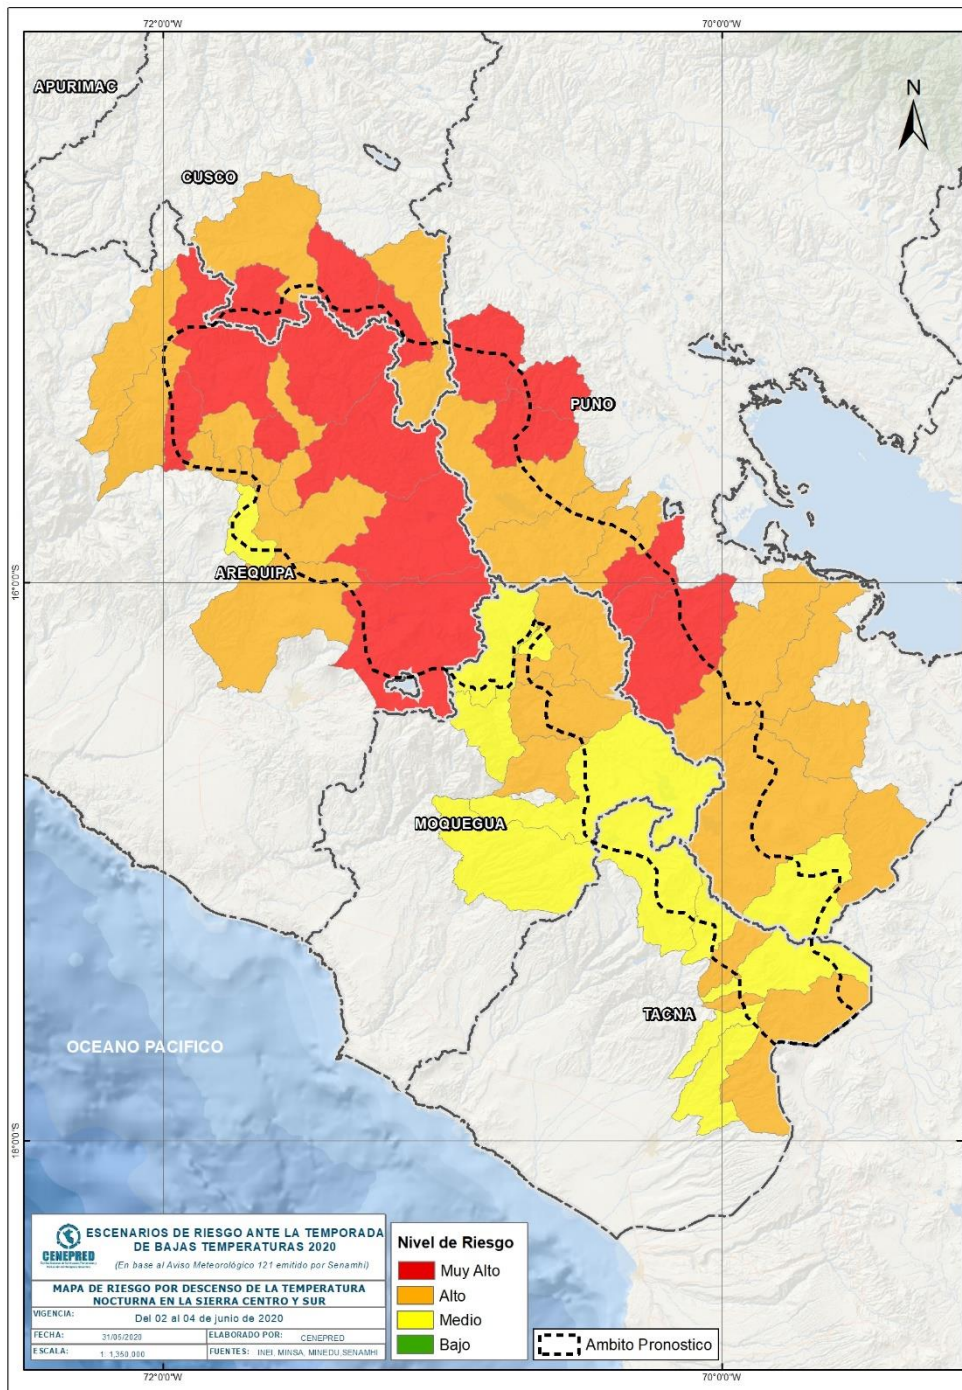 72°0'0"W
70°0'0"W
APURIMAC
N
CUSCO
PUNO
16°0'0"S
AREQUIPA
MOQUEGUA
TACNA
OCEANO PACIFICO
18°0'0"S
CENEPRED
ESCENARIOS DE RIESGO ANTE LA TEMPORADA
DE BAJAS TEMPERATURAS 2020
(En base al Aviso Meteorológico 121 emitido por Senamhi)
MAPA DE RIESGO POR DESCENSO DE LA TEMPERATURA
NOCTURNA EN LA SIERRA CENTRO Y SUR
VIGENCIA:
Del 02 al 04 de junio de 2020
FECHA: 31/05/2020
ELABORADO POR: CENEPRED
ESCALA: 1: 1,350,000
FUENTES: INEI, MINSA, MINEDU,SENAMHI
Nivel de Riesgo
Muy Alto
Alto
Medio
Bajo
Ambito Pronostico
72°0'0"W
70°0'0"W